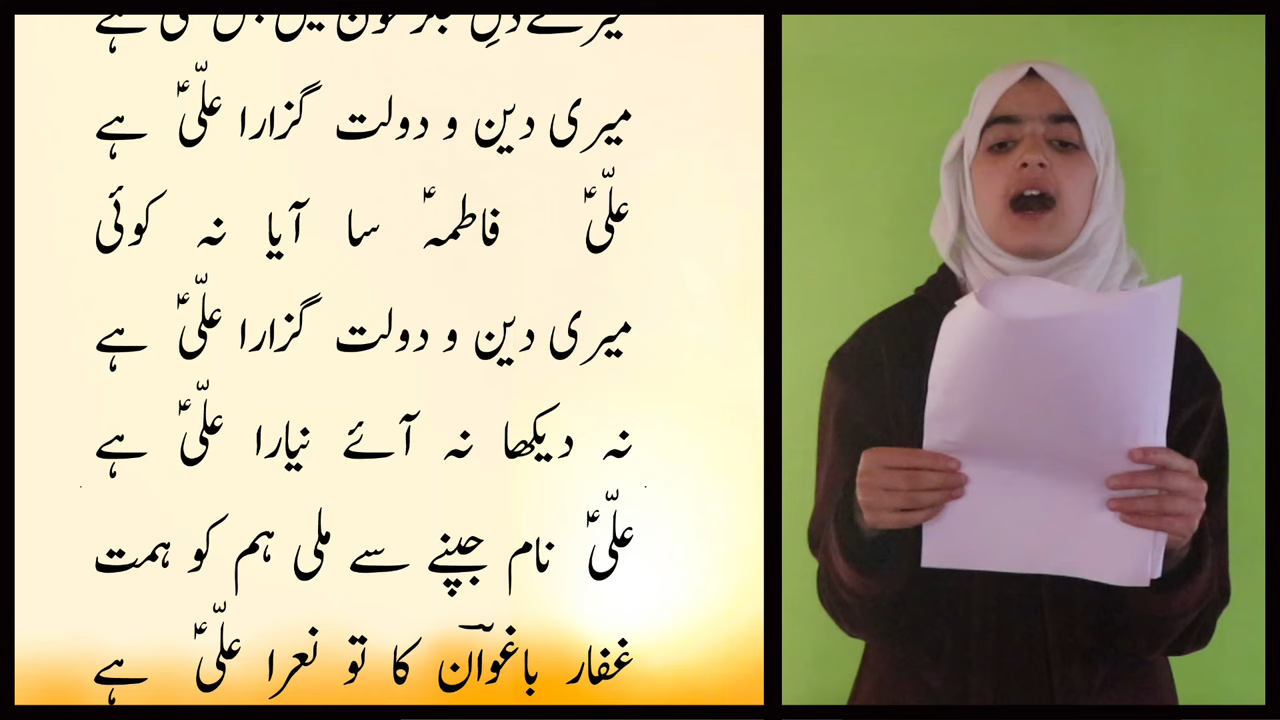 میری دین و دولت گزارا علیؑ ہے
علیؑ فاطمہؑ سا آیا نہ کوئی
میری دین و دولت گزارا علیؑ ہے
نہ دیکھا نہ آئے نیارا علیؑ ہے
علیؑ نام جپنے سے ملی ہم کو ہمت
غفار باغوان کا تو نعرا علیؑ ہے